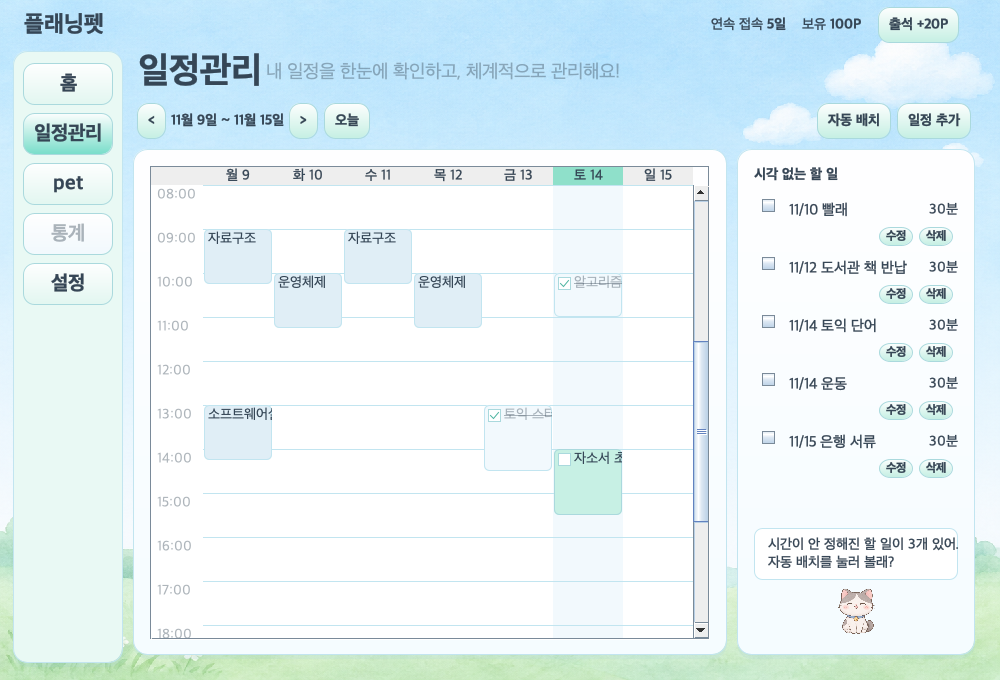 플래닝펫
연속 접속 5일 보유 100P 출석 +20P
홈
일정관리
pet
통계
설정
일정관리 내 일정을 한눈에 확인하고, 체계적으로 관리해요!
< 11월 9일 ~ 11월 15일 > 오늘
자동 배치 일정 추가
월 9 화 10 수 11 목 12 금 13 토 14 일 15
08:00
09:00 자료구조 자료구조
10:00 운영체제 운영체제 알고리즘
11:00
12:00
13:00 소프트웨어 토익 스터
14:00 자소서 초
15:00
16:00
17:00
18:00
시각 없는 할 일
11/10 빨래 30분
수정 삭제
11/12 도서관 책 반납 30분
수정 삭제
11/14 토익 단어 30분
수정 삭제
11/14 운동 30분
수정 삭제
11/15 은행 서류 30분
수정 삭제
시간이 안 정해진 할 일이 3개 있어.
자동 배치를 눌러 볼래?